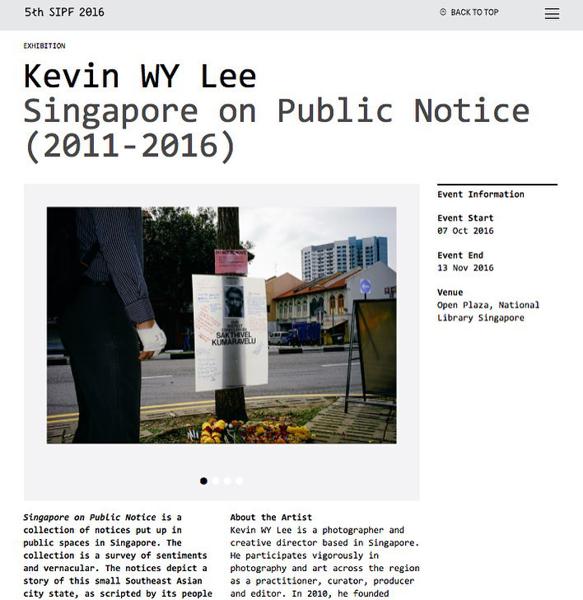 5th SIPF 2016
BACK TO TOP
EXHIBITION
Kevin WY Lee
Singapore on Public Notice
(2011-2016)
Event Information
Event Start
07 Oct 2016
Event End
13 Nov 2016
Venue
Open Plaza, National
Library Singapore
SAKTHIVEL
KUMARAVELU
Singapore on Public Notice is a
collection of notices put up in
public spaces in Singapore. The
collection is a survey of sentiments
and vernacular. The notices depict a
story of this small Southeast Asian
city state, as scripted by its people
About the Artist
Kevin WY Lee is a photographer and
creative director based in Singapore.
He participates vigorously in
photography and art across the region
as a practitioner, curator, producer
and editor. In 2010, he founded